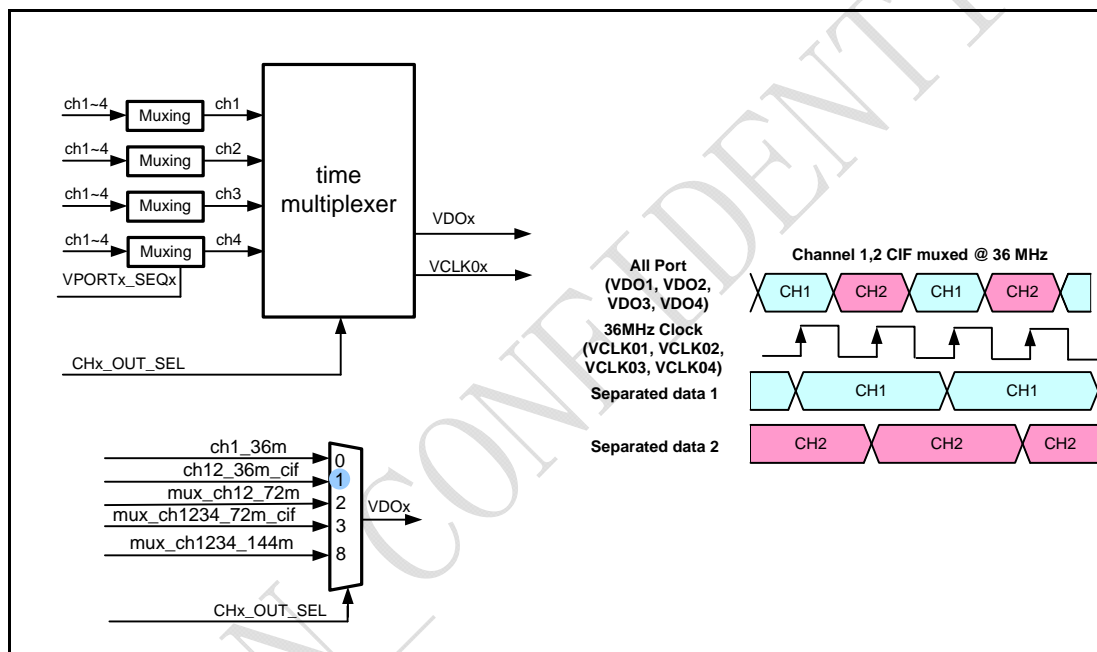 ch1~4 Muxing ch1
ch1~4 Muxing ch2
ch1~4 Muxing ch3
ch1~4 Muxing ch4
VPORTx_SEQx
time
multiplexer
VDOx
VCLK0x
CHx_OUT_SEL
ch1_36m 0
ch12_36m_cif 1
mux_ch12_72m 2
mux_ch1234_72m_cif 3
mux_ch1234_144m 8
VDOx
CHx_OUT_SEL
Channel 1,2 CIF muxed @ 36 MHz
All Port
(VDO1, VDO2,
VDO3, VDO4)
CH1 CH2 CH1 CH2
36MHz Clock
(VCLK01, VCLK02,
VCLK03, VCLK04)
Separated data 1 CH1 CH1
Separated data 2 CH2 CH2 CH2
N_CONFIDENT